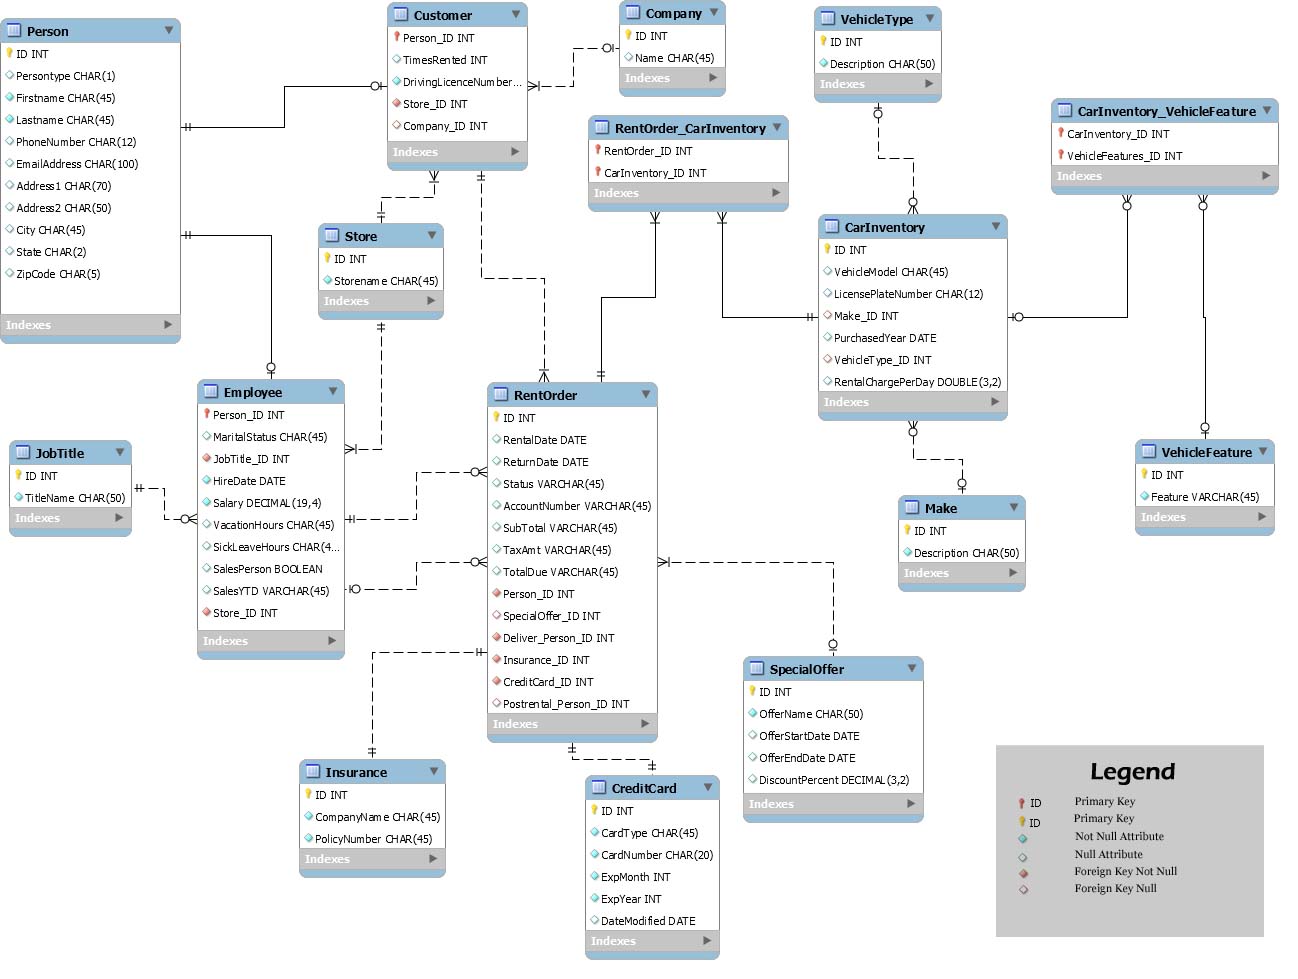 Person
ID INT
Persontype CHAR(1)
Firstname CHAR(45)
Lastname CHAR(45)
PhoneNumber CHAR(12)
EmailAddress CHAR(100)
Address1 CHAR(70)
Address2 CHAR(50)
City CHAR(45)
State CHAR(2)
ZipCode CHAR(5)
Indexes
Customer
Person_ID INT
TimesRented INT
DrivingLicenceNumber...
Store_ID INT
Company_ID INT
Indexes
Company
ID INT
Name CHAR(45)
Indexes
VehicleType
ID INT
Description CHAR(50)
Indexes
RentOrder_CarInventory
RentOrder_ID INT
CarInventory_ID INT
Indexes
CarInventory_VehicleFeature
CarInventory_ID INT
VehicleFeatures_ID INT
Indexes
Store
ID INT
Storename CHAR(45)
Indexes
CarInventory
ID INT
VehicleModel CHAR(45)
LicensePlateNumber CHAR(12)
Make_ID INT
PurchasedYear DATE
VehicleType_ID INT
RentalChargePerDay DOUBLE(3,2)
Indexes
Employee
Person_ID INT
MaritalStatus CHAR(45)
JobTitle_ID INT
HireDate DATE
Salary DECIMAL(19,4)
VacationHours CHAR(45)
SickLeaveHours CHAR(4...
SalesPerson BOOLEAN
SalesYTD VARCHAR(45)
Store_ID INT
Indexes
JobTitle
ID INT
TitleName CHAR(50)
Indexes
RentOrder
ID INT
RentalDate DATE
ReturnDate DATE
Status VARCHAR(45)
AccountNumber VARCHAR(45)
SubTotal VARCHAR(45)
TaxAmt VARCHAR(45)
TotalDue VARCHAR(45)
Person_ID INT
SpecialOffer_ID INT
Deliver_Person_ID INT
Insurance_ID INT
CreditCard_ID INT
Postrental_Person_ID INT
Indexes
VehicleFeature
ID INT
Feature VARCHAR(45)
Indexes
Make
ID INT
Description CHAR(50)
Indexes
SpecialOffer
ID INT
OfferName CHAR(50)
OfferStartDate DATE
OfferEndDate DATE
DiscountPercent DECIMAL(3,2)
Indexes
Insurance
ID INT
CompanyName CHAR(45)
PolicyNumber CHAR(45)
Indexes
CreditCard
ID INT
CardType CHAR(45)
CardNumber CHAR(20)
ExpMonth INT
ExpYear INT
DateModified DATE
Indexes
Legend
ID Primary Key
ID Primary Key
Not Null Attribute
Null Attribute
Foreign Key Not Null
Foreign Key Null